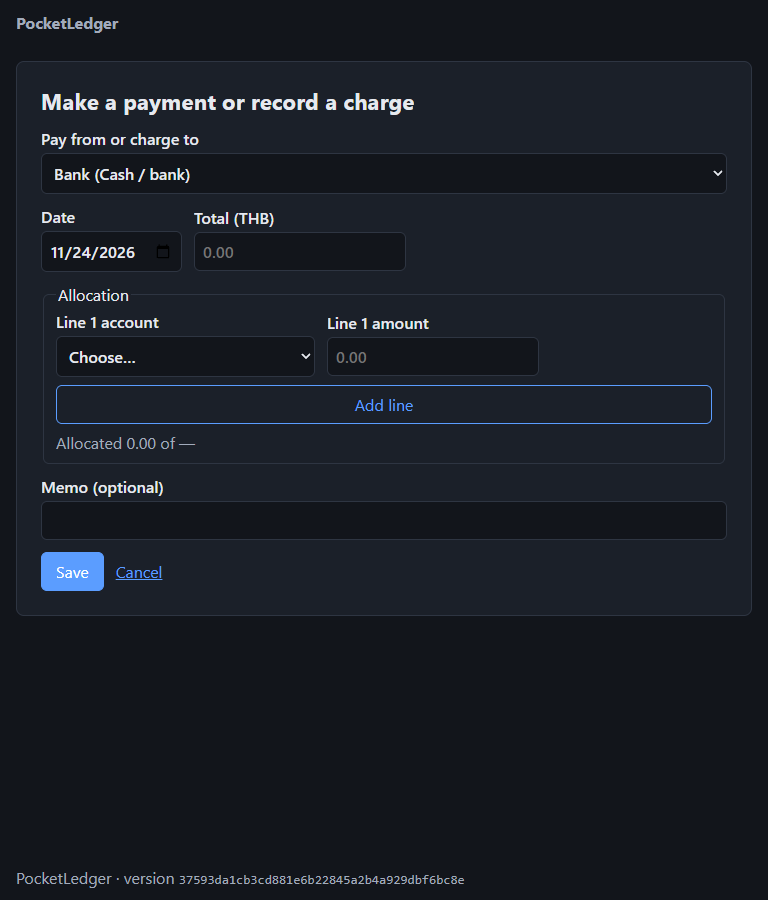 PocketLedger
Make a payment or record a charge
Pay from or charge to
Bank (Cash / bank)
Date
Total (THB)
11/24/2026
0.00
Allocation
Line 1 account
Line 1 amount
Choose...
0.00
Add line
Allocated 0.00 of —
Memo (optional)
Save
Cancel
PocketLedger · version 37593da1cb3cd881e6b22845a2b4a929dbf6bc8e